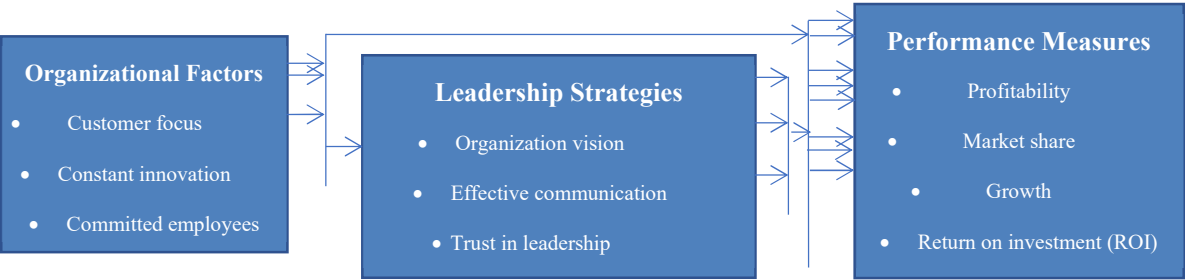 Organizational Factors
• Customer focus
• Constant innovation
• Committed employees
Leadership Strategies
• Organization vision
• Effective communication
• Trust in leadership
Performance Measures
• Profitability
• Market share
• Growth
• Return on investment (ROI)